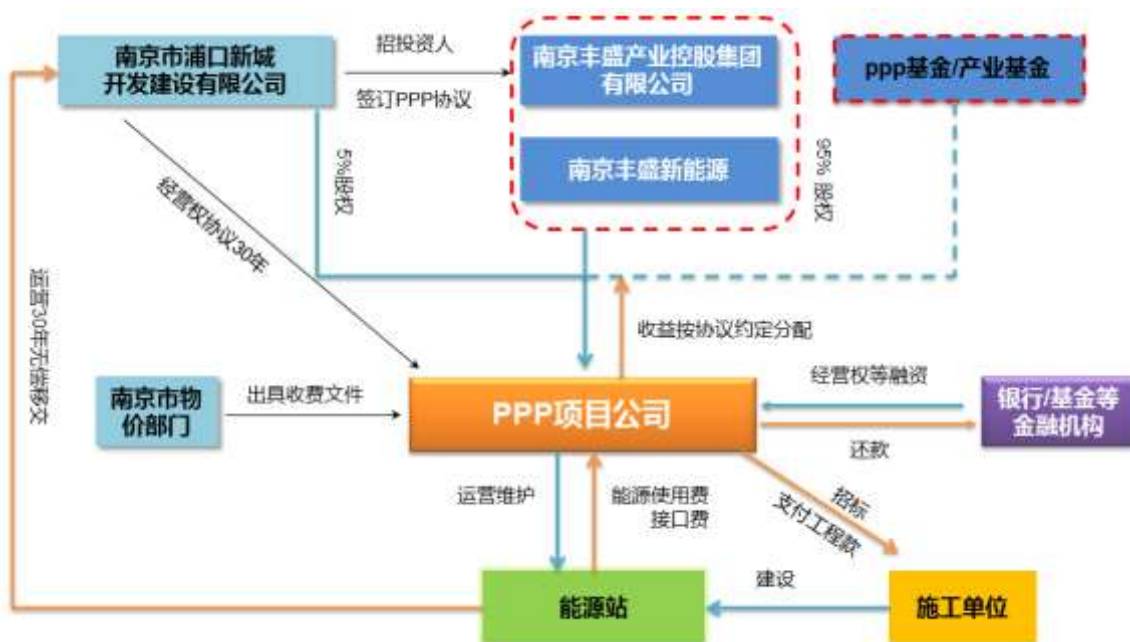 南京市浦口新城
开发建设有限公司
招投资人
签订PPP协议
南京丰盛产业控股集团
有限公司
ppp基金/产业基金
南京丰盛新能源
5%股权
95% 股权
经营权协议30年
运营30年无偿移交
收益按协议约定分配
南京市物
价部门
出具收费文件
PPP项目公司
经营权等融资
还款
银行/基金等
金融机构
运营维护
能源使用费
接口费
招标
支付工程款
能源站
建设
施工单位